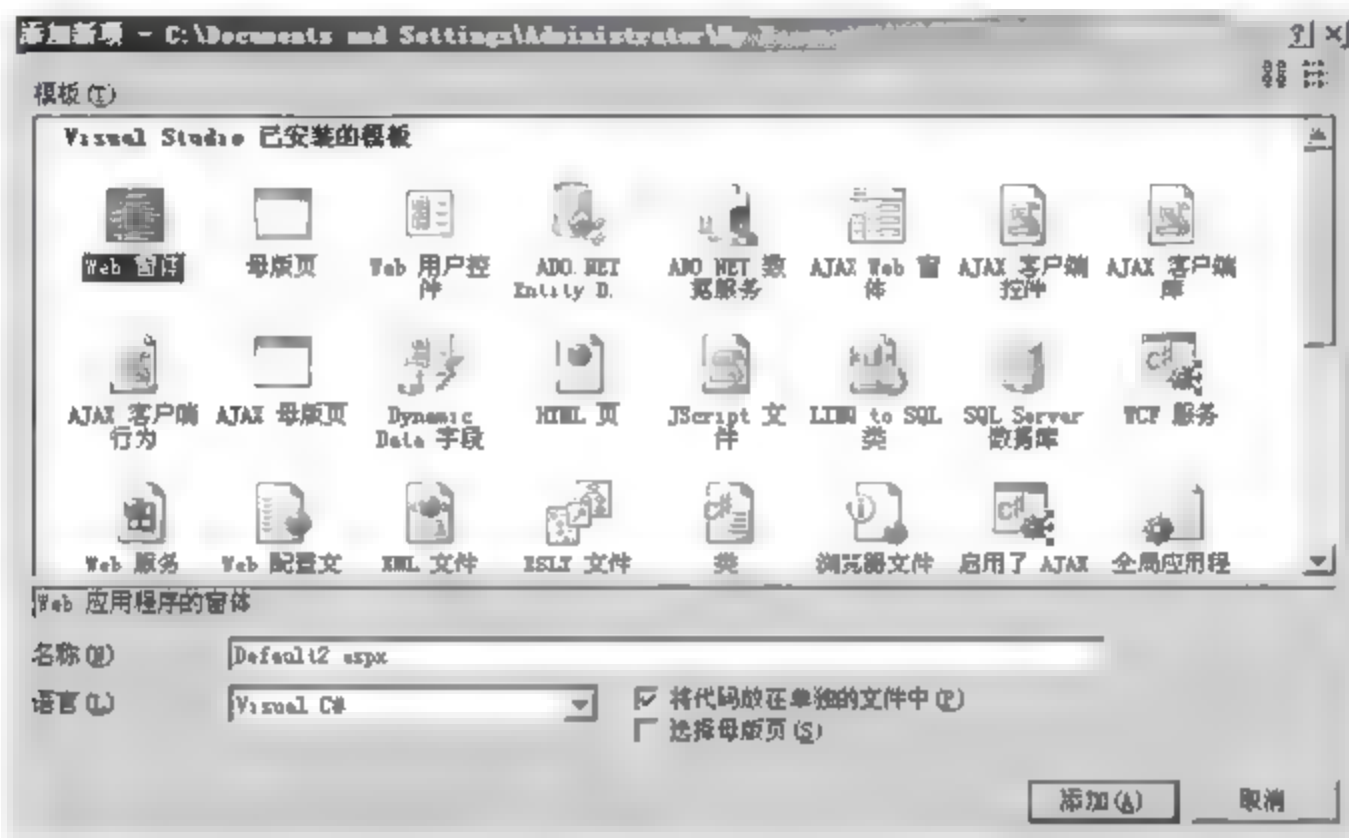 添加新项 - C:\Documents and Settings\Administrator\My
模板(T)
Visual Studio 已安装的模板
Web 窗体
母版页
Web 用户控件
ADO.NET Entity D.
ADO NET 数据服务
AJAX Web 窗体
AJAX 客户端控件
AJAX 客户端库
AJAX 客户端行为
AJAX 母版页
Dynamic Data 字段
HTML 页
JScript 文件
LINQ to SQL 类
SQL Server 数据库
WCF 服务
Web 服务
Web 配置文
XML 文件
XSLT 文件
类
浏览器文件
启用了 AJAX
全局应用程
Web 应用程序的窗体
名称(N)
Default2 aspx
语言(L)
Visual C#
将代码放在单独的文件中(P)
选择母版页(S)
添加(A)
取消